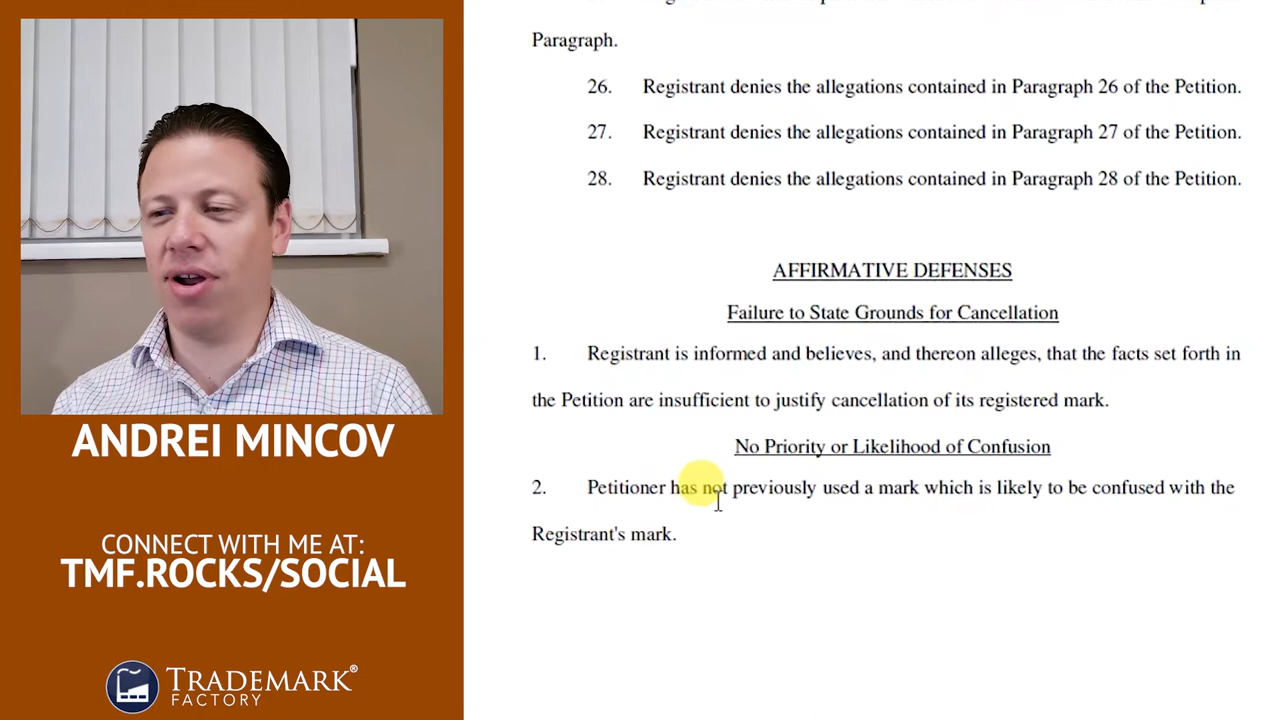 Paragraph.
26. Registrant denies the allegations contained in Paragraph 26 of the Petition.
27. Registrant denies the allegations contained in Paragraph 27 of the Petition.
28. Registrant denies the allegations contained in Paragraph 28 of the Petition.
AFFIRMATIVE DEFENSES
Failure to State Grounds for Cancellation
1. Registrant is informed and believes, and thereon alleges, that the facts set forth in
the Petition are insufficient to justify cancellation of its registered mark.
No Priority or Likelihood of Confusion
2. Petitioner has not previously used a mark which is likely to be confused with the
Registrant's mark.
ANDREI MINCOV
CONNECT WITH ME AT:
TMF.ROCKS/SOCIAL
TRADEMARK®
FACTORY